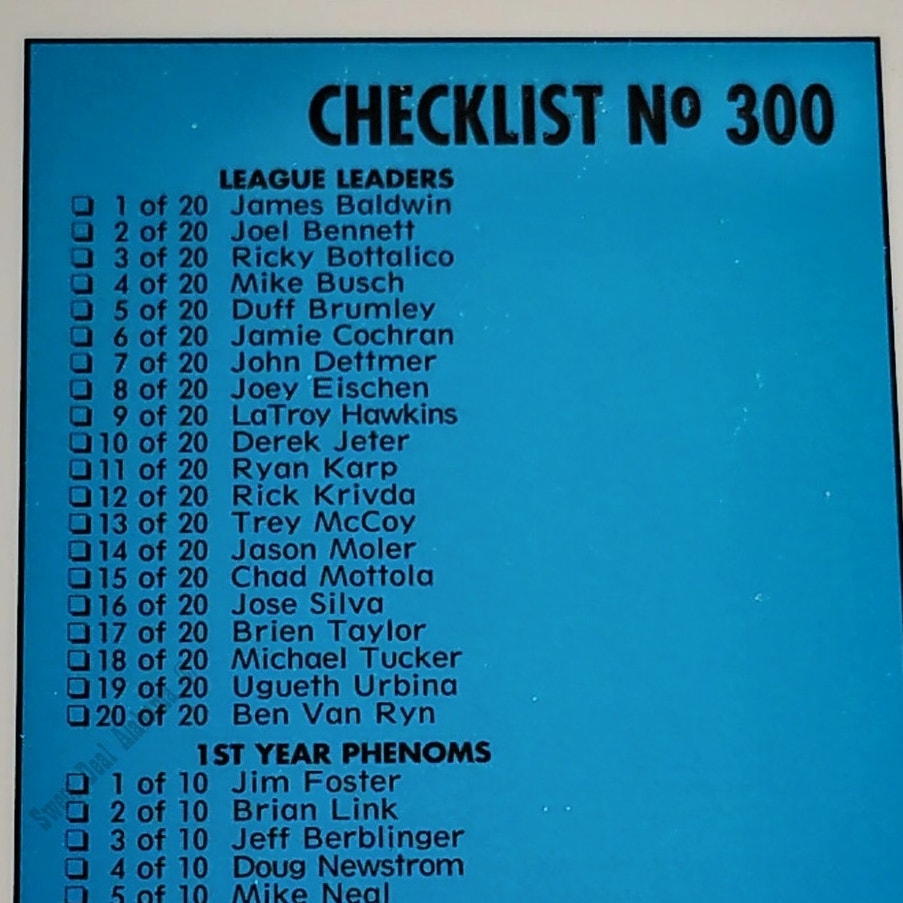 CHECKLIST Nº 300
LEAGUE LEADERS
1 of 20 James Baldwin
2 of 20 Joel Bennett
3 of 20 Ricky Bottalico
4 of 20 Mike Busch
5 of 20 Duff Brumley
6 of 20 Jamie Cochran
7 of 20 John Dettmer
8 of 20 Joey Eischen
9 of 20 LaTroy Hawkins
10 of 20 Derek Jeter
11 of 20 Ryan Karp
12 of 20 Rick Krivda
13 of 20 Trey McCoy
14 of 20 Jason Moler
15 of 20 Chad Mottola
16 of 20 Jose Silva
17 of 20 Brien Taylor
18 of 20 Michael Tucker
19 of 20 Ugueth Urbina
20 of 20 Ben Van Ryn
1ST YEAR PHENOMS
1 of 10 Jim Foster
2 of 10 Brian Link
3 of 10 Jeff Berblinger
4 of 10 Doug Newstrom
5 of 10 Mike Neal